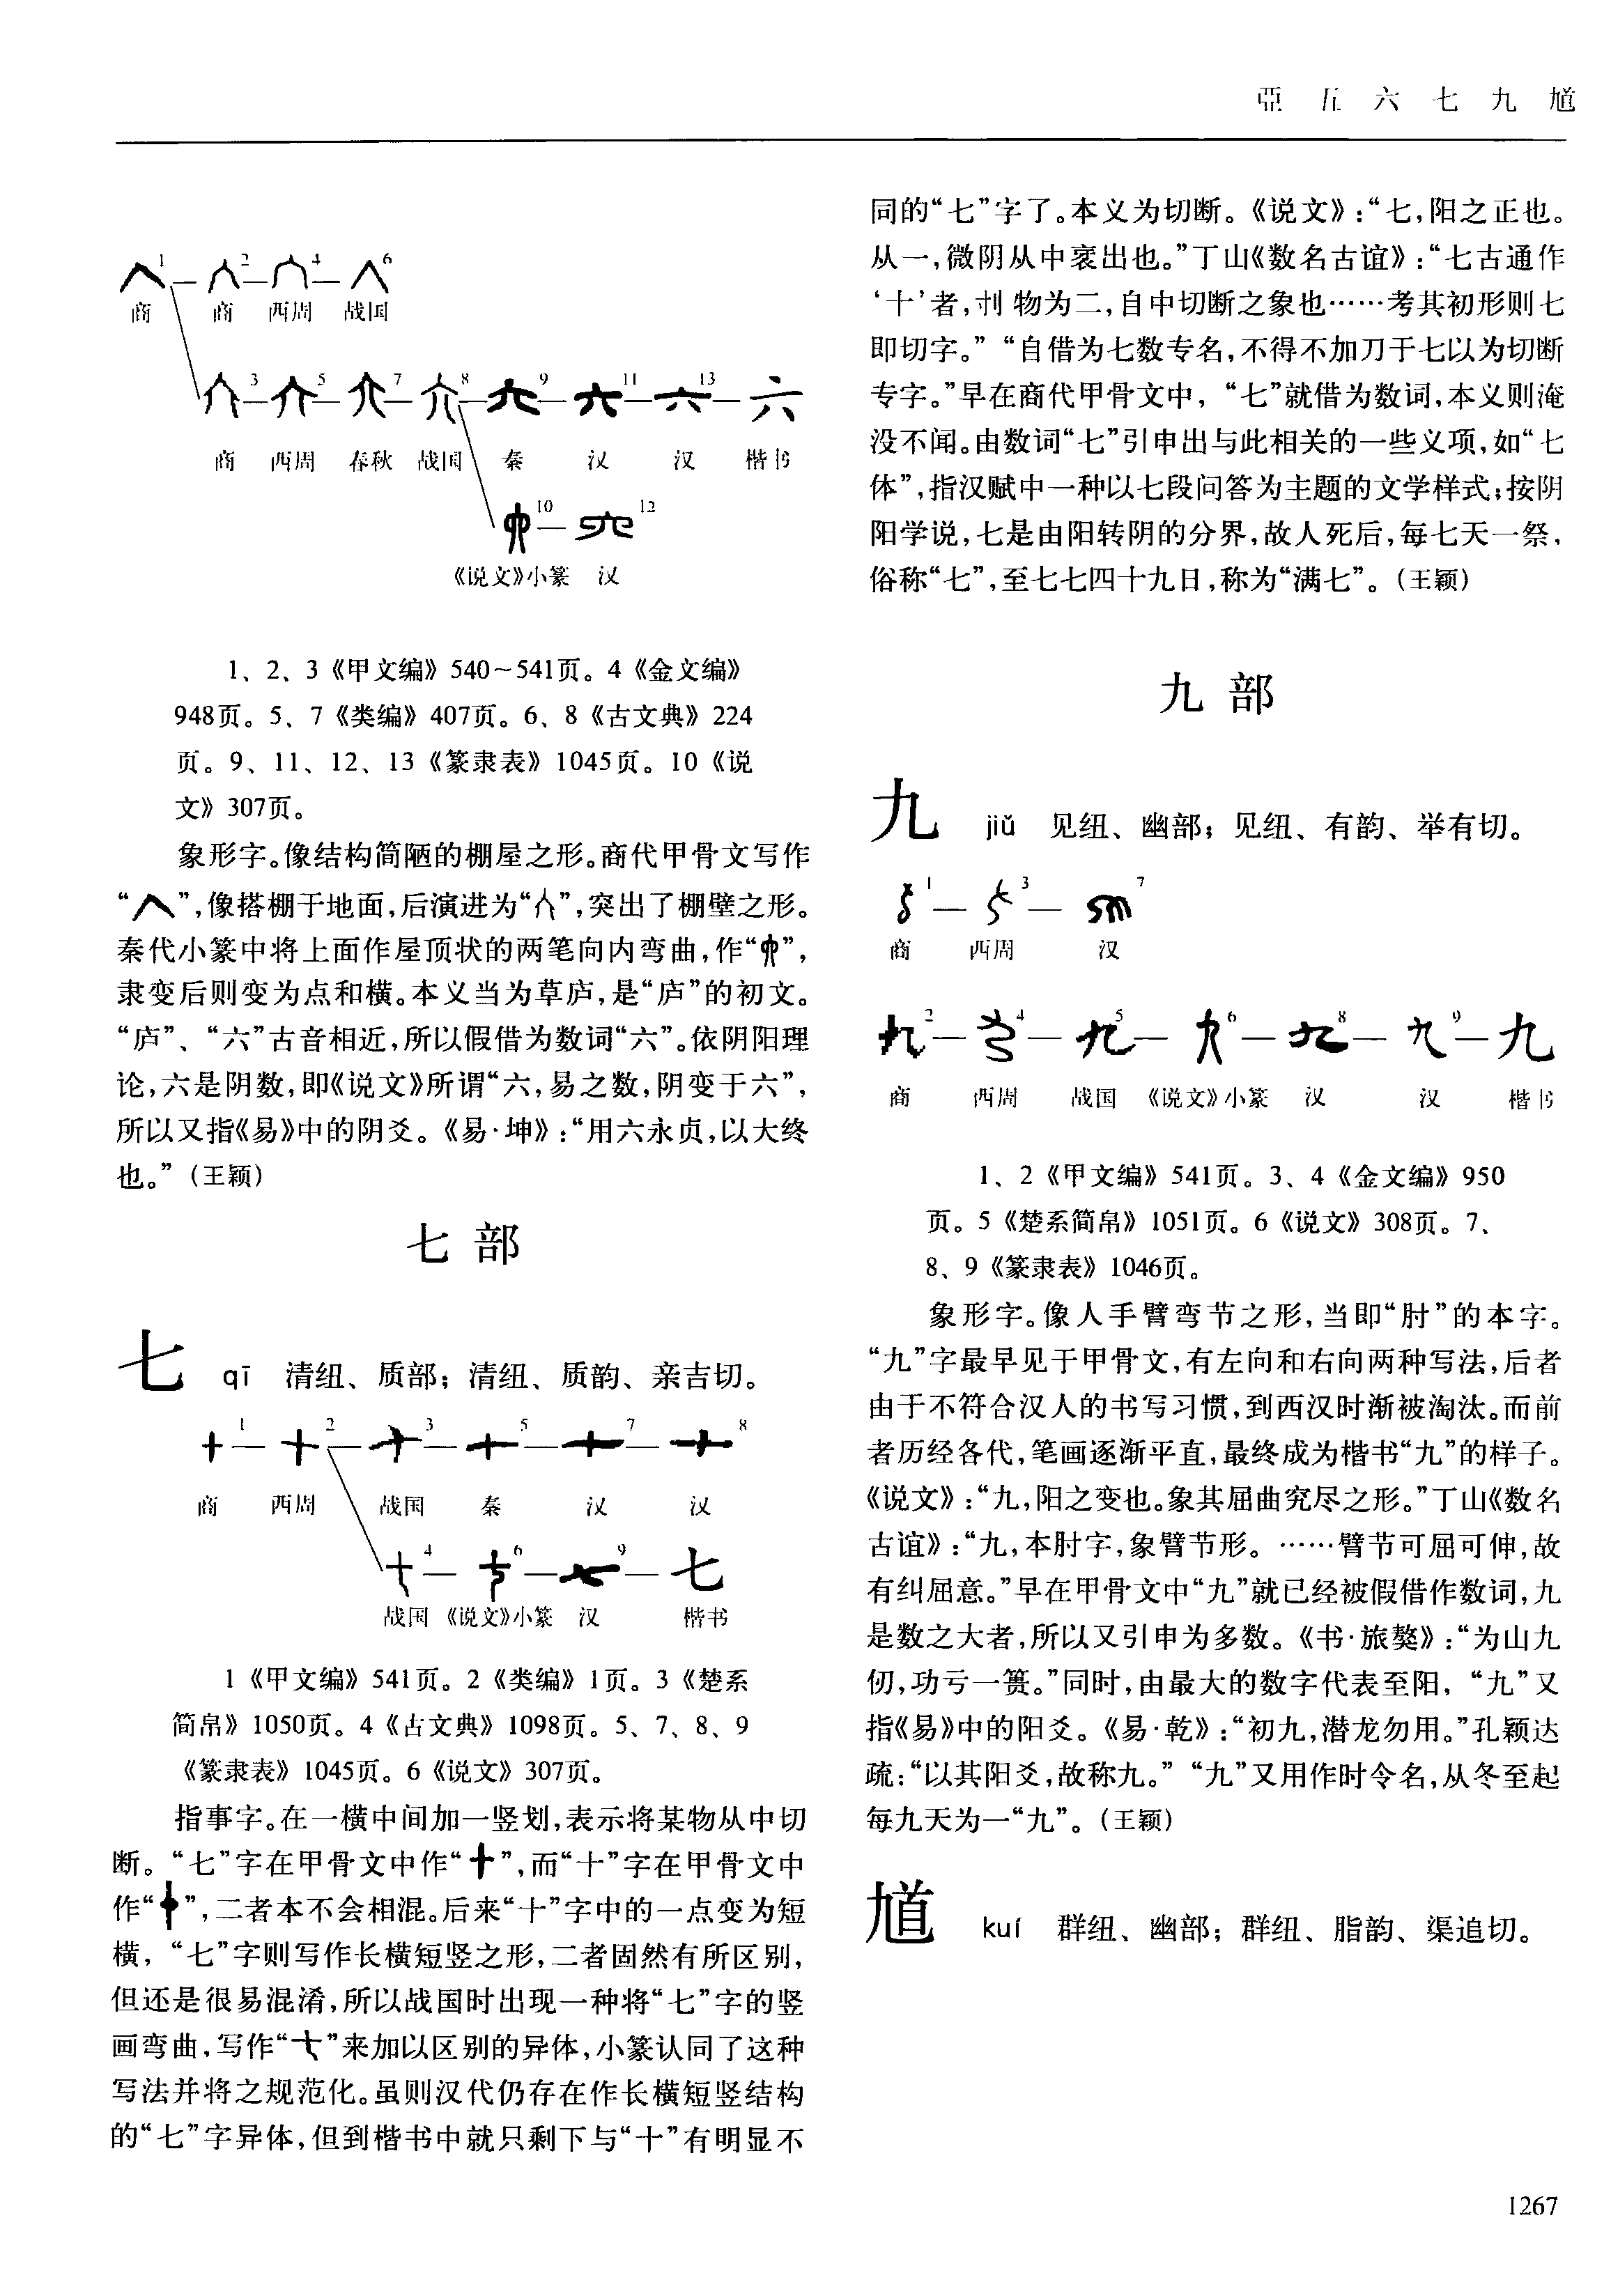 亞 五 六 七 九 馗
1 2 4 6
商 商 西周 战国
3 5 7 8 9 11 13 六
商 西周 春秋 战国 秦 汉 汉 楷书
10 12
《说文》小篆 汉
1、2、3《甲文编》540~541页。4《金文编》
948页。5、7《类编》407页。6、8《古文典》224
页。9、11、12、13《篆隶表》1045页。10《说
文》307页。
象形字。像结构简陋的棚屋之形。商代甲骨文写作
“ ”,像搭棚于地面,后演进为“ ”,突出了棚壁之形。
秦代小篆中将上面作屋顶状的两笔向内弯曲,作“ ”,
隶变后则变为点和横。本义当为草庐,是“庐”的初文。
“庐”、“六”古音相近,所以假借为数词“六”。依阴阳理
论,六是阴数,即《说文》所谓“六,易之数,阴变于六”,
所以又指《易》中的阴爻。《易·坤》:“用六永贞,以大终
也。”(王颖)
七 部
七 qī 清纽、质部；清纽、质韵、亲吉切。
1 2 3 5 7 8
商 西周 战国 秦 汉 汉
4 6 9 七
战国 《说文》小篆 汉 楷书
1《甲文编》541页。2《类编》1页。3《楚系
简帛》1050页。4《古文典》1098页。5、7、8、9
《篆隶表》1045页。6《说文》307页。
指事字。在一横中间加一竖划,表示将某物从中切
断。“七”字在甲骨文中作“ ”,而“十”字在甲骨文中
作“ ”,二者本不会相混。后来“十”字中的一点变为短
横,“七”字则写作长横短竖之形,二者固然有所区别,
但还是很易混淆,所以战国时出现一种将“七”字的竖
画弯曲,写作“ ”来加以区别的异体,小篆认同了这种
写法并将之规范化。虽则汉代仍存在作长横短竖结构
的“七”字异体,但到楷书中就只剩下与“十”有明显不
同的“七”字了。本义为切断。《说文》:“七,阳之正也。
从一,微阴从中衺出也。”丁山《数名古谊》:“七古通作
‘十’者,刌 物为二,自中切断之象也……考其初形则七
即切字。”“自借为七数专名,不得不加刀于七以为切断
专字。”早在商代甲骨文中,“七”就借为数词,本义则淹
没不闻。由数词“七”引申出与此相关的一些义项,如“七
体”,指汉赋中一种以七段问答为主题的文学样式；按阴
阳学说,七是由阳转阴的分界,故人死后,每七天一祭,
俗称“七”,至七七四十九日,称为“满七”。(王颖)
九 部
九 jiǔ 见纽、幽部；见纽、有韵、举有切。
1 3 7
商 西周 汉
2 4 5 6 8 9 九
商 西周 战国 《说文》小篆 汉 汉 楷书
1、2《甲文编》541页。3、4《金文编》950
页。5《楚系简帛》1051页。6《说文》308页。7、
8、9《篆隶表》1046页。
象形字。像人手臂弯节之形,当即“肘”的本字。
“九”字最早见于甲骨文,有左向和右向两种写法,后者
由于不符合汉人的书写习惯,到西汉时渐被淘汰。而前
者历经各代,笔画逐渐平直,最终成为楷书“九”的样子。
《说文》:“九,阳之变也。象其屈曲究尽之形。”丁山《数名
古谊》:“九,本肘字,象臂节形。……臂节可屈可伸,故
有纠屈意。”早在甲骨文中“九”就已经被假借作数词,九
是数之大者,所以又引申为多数。《书·旅獒》:“为山九
仞,功亏一篑。”同时,由最大的数字代表至阳,“九”又
指《易》中的阳爻。《易·乾》:“初九,潜龙勿用。”孔颖达
疏:“以其阳爻,故称九。”“九”又用作时令名,从冬至起
每九天为一“九”。(王颖)
馗 kuí 群纽、幽部；群纽、脂韵、渠追切。
1267